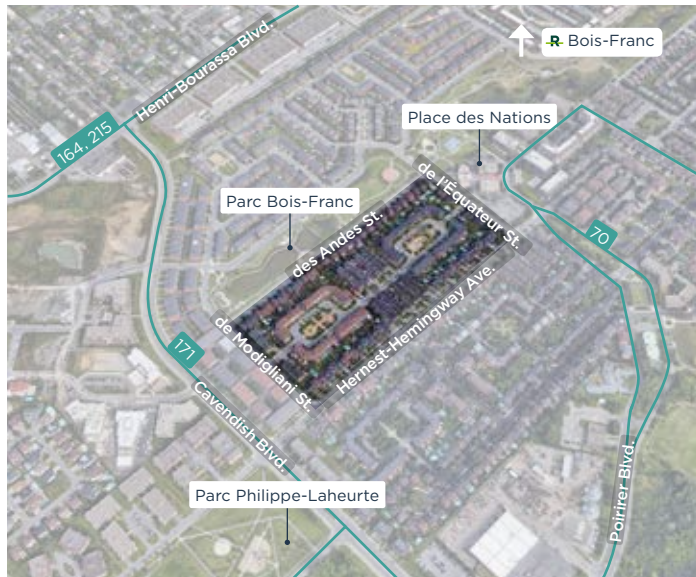 Henri-Bourassa Blvd.
R Bois-Franc
164, 215
Place des Nations
de l'Équateur St.
Parc Bois-Franc
des Andes St.
70
Hernest-Hemingway Ave.
de Modigliani St.
171
Cavendish Blvd.
Poirirer Blvd.
Parc Philippe-Laheurte